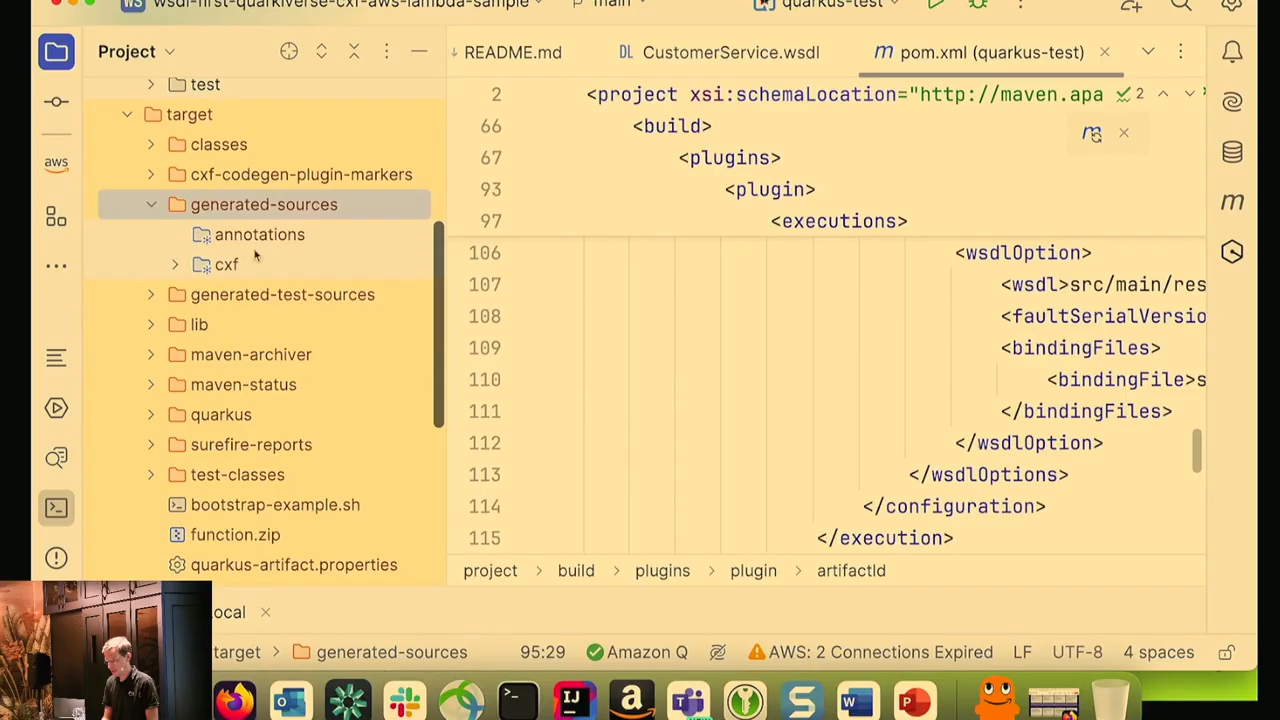 WS wsdl-first-quarkiverse-cxf-aws-lambda-sample main quarkus-test
Project
README.md
CustomerService.wsdl
pom.xml (quarkus-test)
aws
test
target
classes
cxf-codegen-plugin-markers
generated-sources
annotations
cxf
generated-test-sources
lib
maven-archiver
maven-status
quarkus
surefire-reports
test-classes
bootstrap-example.sh
function.zip
quarkus-artifact.properties
2 <project xsi:schemaLocation="http://maven.apa 2
66 <build>
67 <plugins>
93 <plugin>
97 <executions>
106 <wsdlOption>
107 <wsdl>src/main/res
108 <faultSerialVersio
109 <bindingFiles>
110 <bindingFile>s
111 </bindingFiles>
112 </wsdlOption>
113 </wsdlOptions>
114 </configuration>
115 </execution>
project > build > plugins > plugin > artifactId
ocal
target > generated-sources 95:29 Amazon Q AWS: 2 Connections Expired LF UTF-8 4 spaces